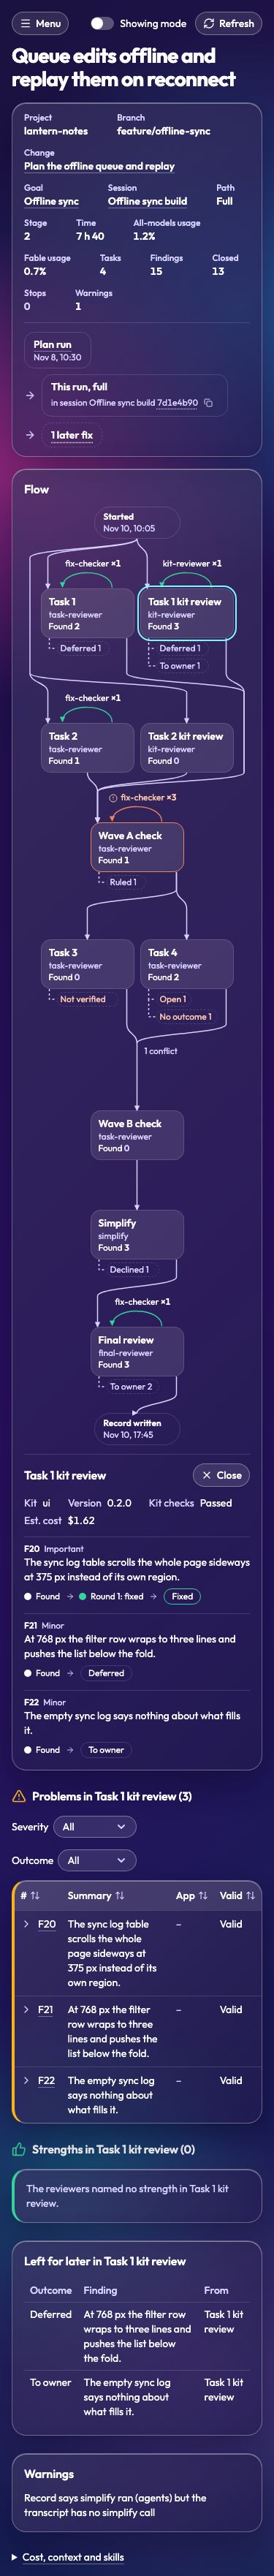 Menu
Showing mode
Refresh
Queue edits offline and
replay them on reconnect
Project
Branch
lantern-notes
feature/offline-sync
Change
Plan the offline queue and replay
Goal
Session
Path
Offline sync
Offline sync build
Full
Stage
Time
All-models usage
2
7 h 40
1.2%
Fable usage
Tasks
Findings
Closed
0.7%
4
15
13
Stops
Warnings
0
1
Plan run
Nov 8, 10:30
This run, full
in session Offline sync build 7d1e4b90
1 later fix
Flow
Started
Nov 10, 10:05
fix-checker ×1
kit-reviewer ×1
Task 1
task-reviewer
Found 2
Task 1 kit review
kit-reviewer
Found 3
Deferred 1
Deferred 1
To owner 1
fix-checker ×1
Task 2
task-reviewer
Found 1
Task 2 kit review
kit-reviewer
Found 0
fix-checker ×3
Wave A check
task-reviewer
Found 1
Ruled 1
Task 3
task-reviewer
Found 0
Task 4
task-reviewer
Found 2
Not verified
Open 1
No outcome 1
1 conflict
Wave B check
task-reviewer
Found 0
Simplify
simplify
Found 3
Declined 1
fix-checker ×1
Final review
final-reviewer
Found 3
To owner 2
Record written
Nov 10, 17:45
Task 1 kit review
Close
Kit ui Version 0.2.0 Kit checks Passed
Est. cost $1.62
F20 Important
The sync log table scrolls the whole page sideways
at 375 px instead of its own region.
Found → Round 1: fixed → Fixed
F21 Minor
At 768 px the filter row wraps to three lines and
pushes the list below the fold.
Found → Deferred
F22 Minor
The empty sync log says nothing about what fills
it.
Found → To owner
Problems in Task 1 kit review (3)
Severity All
Outcome All
# Summary App Valid
F20
The sync log table
scrolls the whole
page sideways at
375 px instead of its
own region.
–
Valid
F21
At 768 px the filter
row wraps to three
lines and pushes the
list below the fold.
–
Valid
F22
The empty sync log
says nothing about
what fills it.
–
Valid
Strengths in Task 1 kit review (0)
The reviewers named no strength in Task 1 kit
review.
Left for later in Task 1 kit review
Outcome
Finding
From
Deferred
At 768 px the filter row
wraps to three lines and
pushes the list below
the fold.
Task 1 kit
review
To owner
The empty sync log
says nothing about
what fills it.
Task 1 kit
review
Warnings
Record says simplify ran (agents) but the
transcript has no simplify call
Cost, context and skills